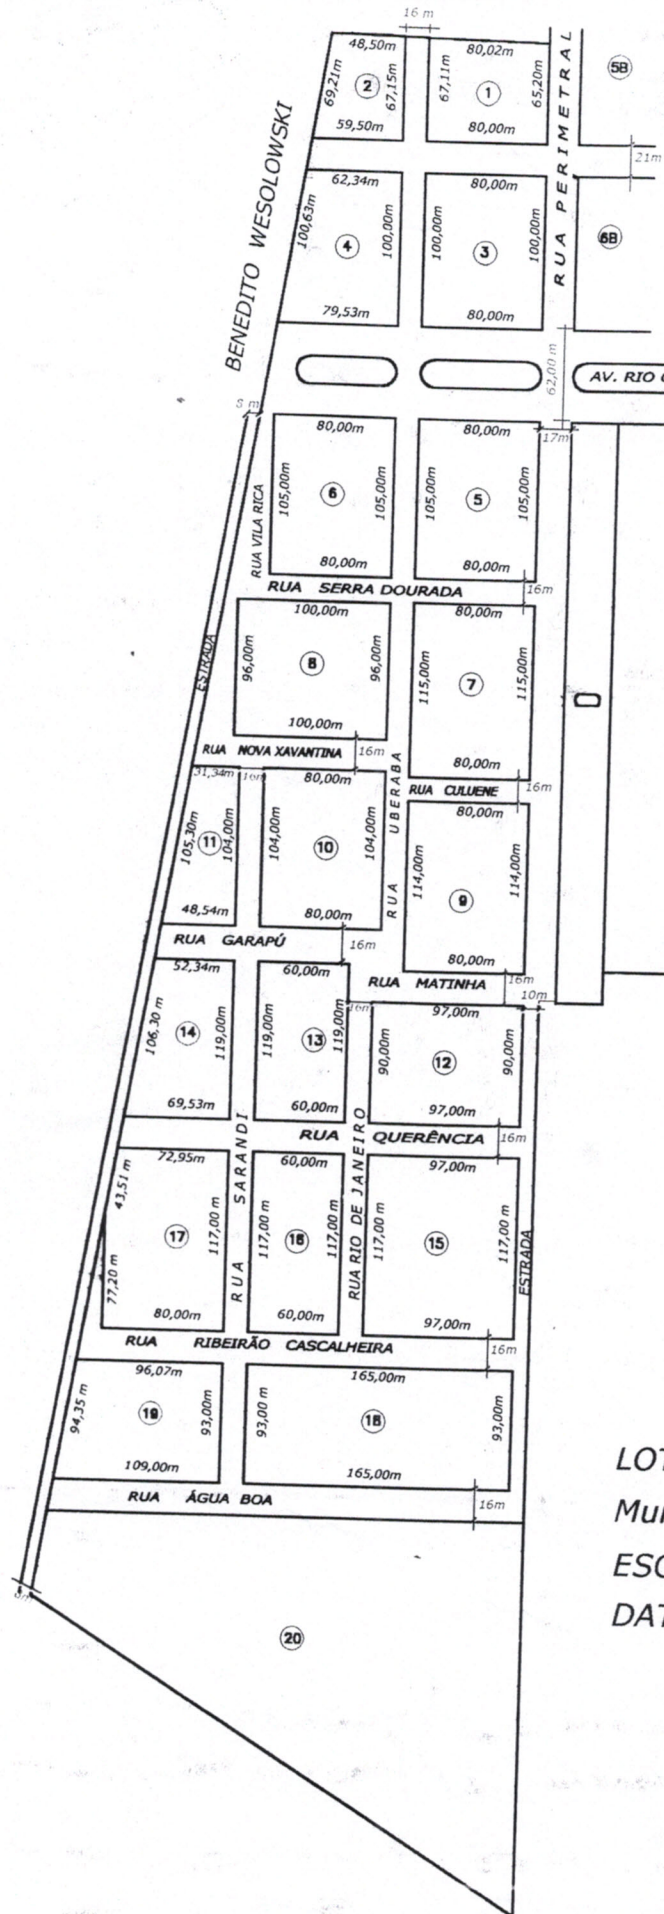 16 m
48,50m
80,02m
69,21m
2
67,15m
67,11m
1
65,20m
5B
59,50m
80,00m
21m
RUA PERIMETRAL
BENEDITO WESOLOWSKI
62,34m
80,00m
100,63m
4
100,00m
100,00m
3
100,00m
6B
79,53m
80,00m
62,00 m
AV. RIO
17m
80,00m
80,00m
RUA VILA RICA
105,00m
6
105,00m
105,00m
5
105,00m
80,00m
80,00m
RUA SERRA DOURADA
16m
100,00m
80,00m
ESTRADA
96,00m
8
96,00m
115,00m
7
115,00m
100,00m
80,00m
RUA NOVA XAVANTINA
16m
RUA UBERABA
RUA CULUENE
16m
31,34m
16m
80,00m
80,00m
105,30m
11
104,00m
104,00m
10
104,00m
114,00m
9
114,00m
48,54m
80,00m
80,00m
RUA GARAPÚ
16m
RUA MATINHA
16m
10m
52,34m
60,00m
16m
97,00m
106,30 m
14
119,00m
119,00m
13
119,00m
90,00m
12
90,00m
69,53m
60,00m
97,00m
RUA QUERÊNCIA
16m
RUA SARANDI
RUA RIO DE JANEIRO
72,95m
60,00m
97,00m
43,51 m
77,20 m
17
117,00 m
117,00 m
16
117,00 m
117,00 m
15
117,00 m
ESTRADA
80,00m
60,00m
97,00m
RUA RIBEIRÃO CASCALHEIRA
16m
96,07m
165,00m
94,35 m
19
93,00m
93,00 m
18
93,00m
109,00m
165,00m
RUA ÁGUA BOA
16m
20